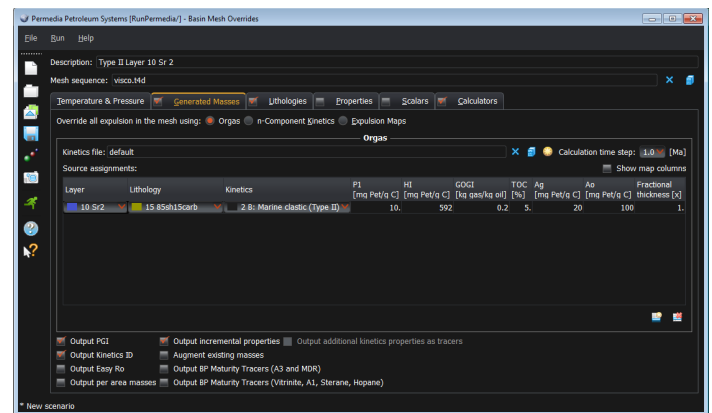 Permedia Petroleum Systems [RunPermedia/] - Basin Mesh Overrides
File Run Help
Description: Type II Layer 10 Sr 2
Mesh sequence: visco.t4d
Temperature & Pressure Generated Masses Lithologies Properties Scalars Calculators
Override all expulsion in the mesh using: Orgas n-Component Kinetics Expulsion Maps
Orgas
Kinetics file: default Calculation time step: 1.0 [Ma]
Source assignments: Show map columns
Layer Lithology Kinetics P1 [mg Pet/g C] HI [mg Pet/g C] GOGI [kg gas/kg oil] TOC [%] Ag [mg Pet/g C] Ao [mg Pet/g C] Fractional thickness [x]
10 Sr2 15 85sh15carb 2 B: Marine clastic (Type II) 10. 592 0.2 5. 20 100 1.
Output PGI Output incremental properties Output additional kinetics properties as tracers
Output Kinetics ID Augment existing masses
Output Easy Ro Output BP Maturity Tracers (A3 and MDR)
Output per area masses Output BP Maturity Tracers (Vitrinite, A1, Sterane, Hopane)
* New scenario